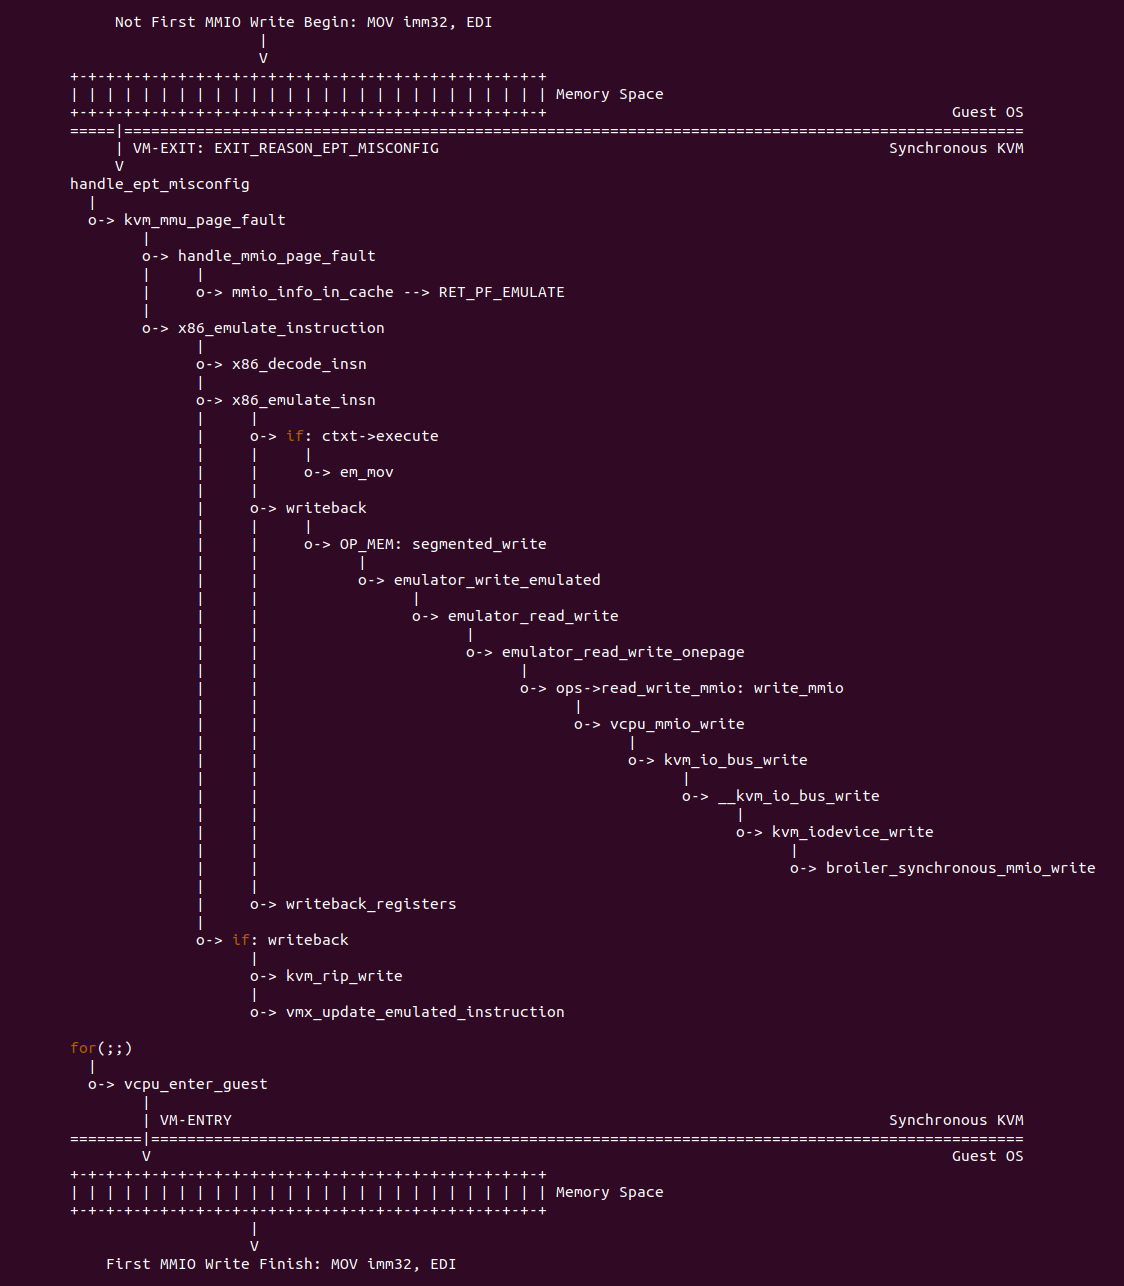 Not First MMIO Write Begin: MOV imm32, EDI
|
V
+-+-+-+-+-+-+-+-+-+-+-+-+-+-+-+-+-+-+-+-+-+-+-+-+-+-+
| | | | | | | | | | | | | | | | | | | | | | | | | | | Memory Space
+-+-+-+-+-+-+-+-+-+-+-+-+-+-+-+-+-+-+-+-+-+-+-+-+-+-+ Guest OS
=====|====================================================================================================
| VM-EXIT: EXIT_REASON_EPT_MISCONFIG Synchronous KVM
V
handle_ept_misconfig
|
o-> kvm_mmu_page_fault
|
o-> handle_mmio_page_fault
| |
| o-> mmio_info_in_cache --> RET_PF_EMULATE
|
o-> x86_emulate_instruction
|
o-> x86_decode_insn
|
o-> x86_emulate_insn
| |
| o-> if: ctxt->execute
| | |
| | o-> em_mov
| |
| o-> writeback
| | |
| | o-> OP_MEM: segmented_write
| | |
| | o-> emulator_write_emulated
| | |
| | o-> emulator_read_write
| | |
| | o-> emulator_read_write_onepage
| | |
| | o-> ops->read_write_mmio: write_mmio
| | |
| | o-> vcpu_mmio_write
| | |
| | o-> kvm_io_bus_write
| | |
| | o-> __kvm_io_bus_write
| | |
| | o-> kvm_iodevice_write
| | |
| | o-> broiler_synchronous_mmio_write
| |
| o-> writeback_registers
|
o-> if: writeback
|
o-> kvm_rip_write
|
o-> vmx_update_emulated_instruction
for(;;)
|
o-> vcpu_enter_guest
|
| VM-ENTRY Synchronous KVM
========|=================================================================================================
V Guest OS
+-+-+-+-+-+-+-+-+-+-+-+-+-+-+-+-+-+-+-+-+-+-+-+-+-+-+
| | | | | | | | | | | | | | | | | | | | | | | | | | | Memory Space
+-+-+-+-+-+-+-+-+-+-+-+-+-+-+-+-+-+-+-+-+-+-+-+-+-+-+
|
V
First MMIO Write Finish: MOV imm32, EDI